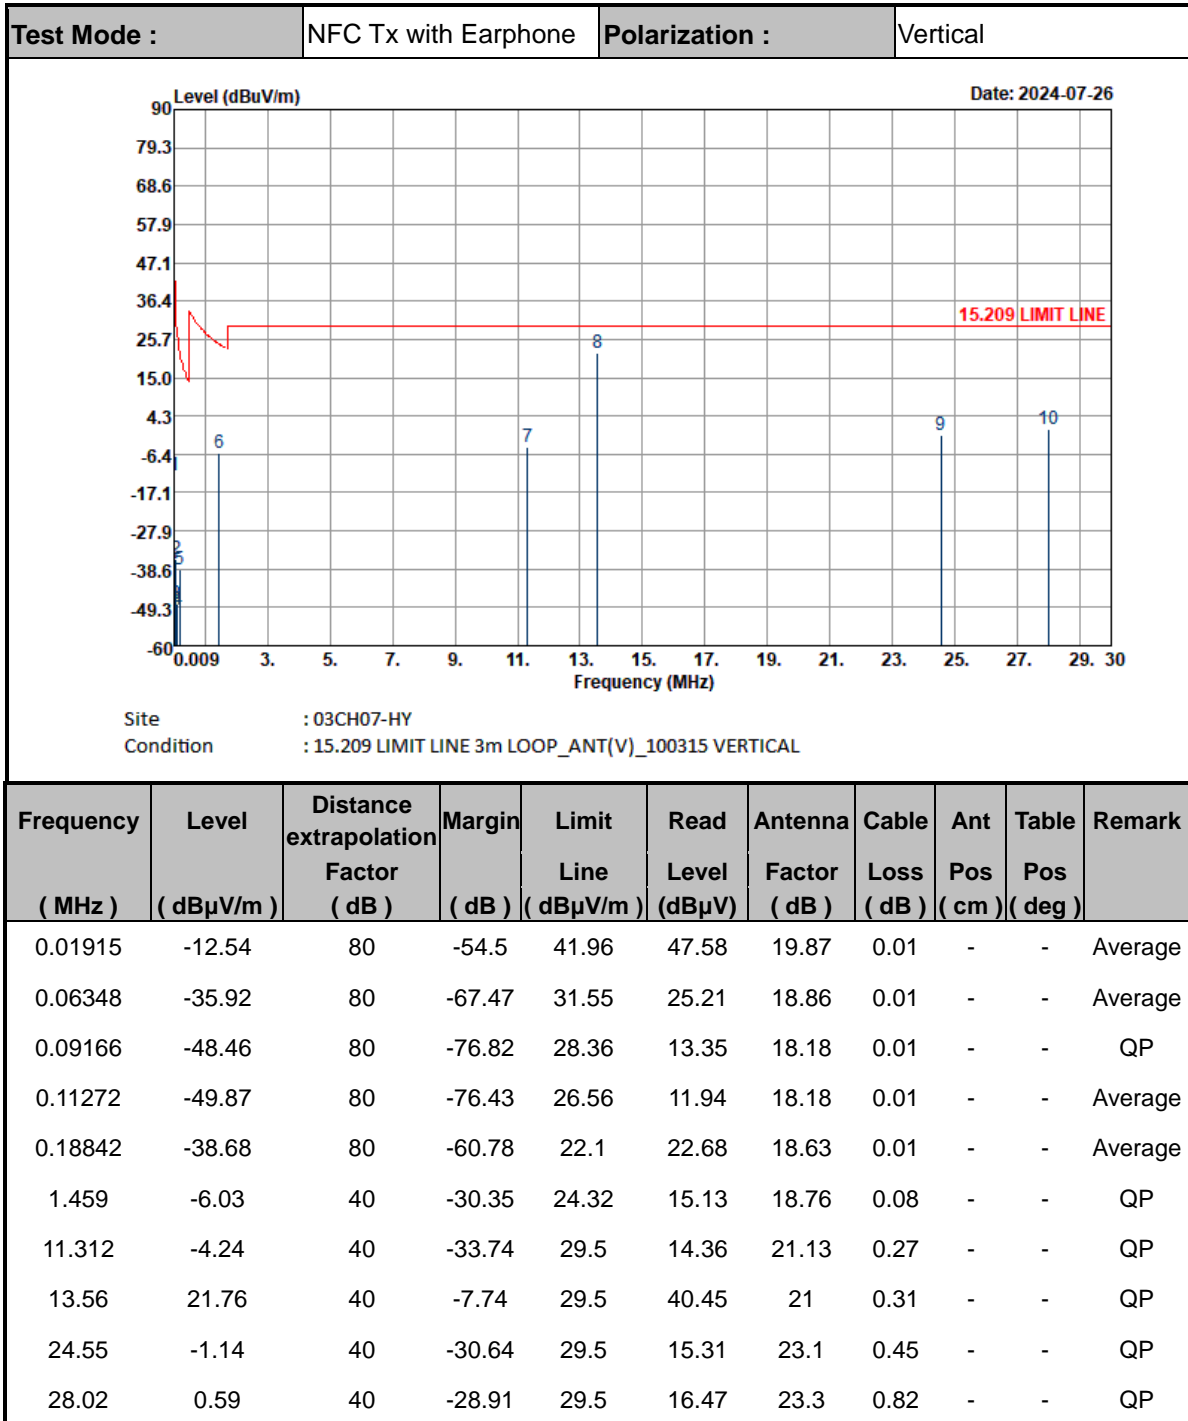 Test Mode : NFC Tx with Earphone Polarization : Vertical
Level (dBuV/m) Date: 2024-07-26
90
79.3
68.6
57.9
47.1
36.4
15.209 LIMIT LINE
25.7
8
15.0
4.3
10
9
7
6
-6.4
1
-17.1
-27.9
2
5
-38.6
-49.3
-60
0.009 3. 5. 7. 9. 11. 13. 15. 17. 19. 21. 23. 25. 27. 29. 30
Frequency (MHz)
Site : 03CH07-HY
Condition : 15.209 LIMIT LINE 3m LOOP_ANT(V)_100315 VERTICAL
Frequency Level Distance extrapolation Margin Limit Read Antenna Cable Ant Table Remark
Factor Line Level Factor Loss Pos Pos
( MHz ) ( dBµV/m ) ( dB ) ( dB ) ( dBµV/m ) (dBµV) ( dB ) ( dB ) ( cm ) ( deg )
0.01915 -12.54 80 -54.5 41.96 47.58 19.87 0.01 - - Average
0.06348 -35.92 80 -67.47 31.55 25.21 18.86 0.01 - - Average
0.09166 -48.46 80 -76.82 28.36 13.35 18.18 0.01 - - QP
0.11272 -49.87 80 -76.43 26.56 11.94 18.18 0.01 - - Average
0.18842 -38.68 80 -60.78 22.1 22.68 18.63 0.01 - - Average
1.459 -6.03 40 -30.35 24.32 15.13 18.76 0.08 - - QP
11.312 -4.24 40 -33.74 29.5 14.36 21.13 0.27 - - QP
13.56 21.76 40 -7.74 29.5 40.45 21 0.31 - - QP
24.55 -1.14 40 -30.64 29.5 15.31 23.1 0.45 - - QP
28.02 0.59 40 -28.91 29.5 16.47 23.3 0.82 - - QP